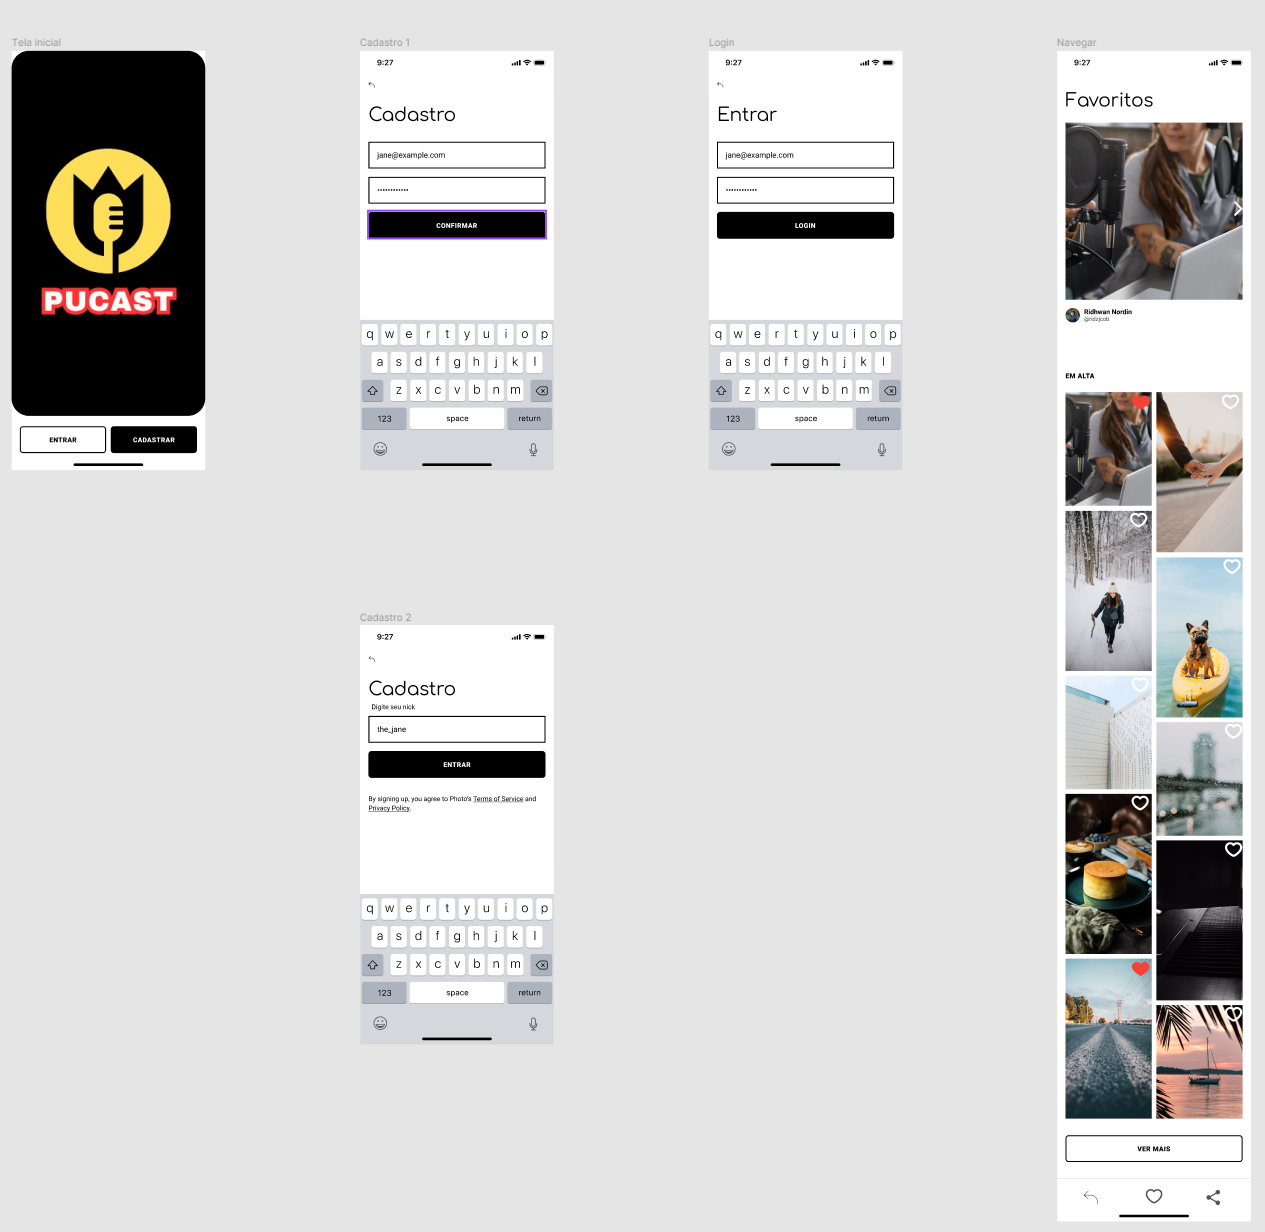 Tela inicial
PUCAST
ENTRAR
CADASTRAR
Cadastro 1
9:27
Cadastro
jane@example.com
••••••••••••
CONFIRMAR
q w e r t y u i o p
a s d f g h j k l
z x c v b n m
123 space return
Login
9:27
Entrar
jane@example.com
••••••••••••
LOGIN
q w e r t y u i o p
a s d f g h j k l
z x c v b n m
123 space return
Cadastro 2
9:27
Cadastro
Digite seu nick
the_jane
ENTRAR
By signing up, you agree to Photo's Terms of Service and
Privacy Policy.
q w e r t y u i o p
a s d f g h j k l
z x c v b n m
123 space return
Navegar
9:27
Favoritos
Ridhwan Nordin
@ridzjcob
EM ALTA
VER MAIS